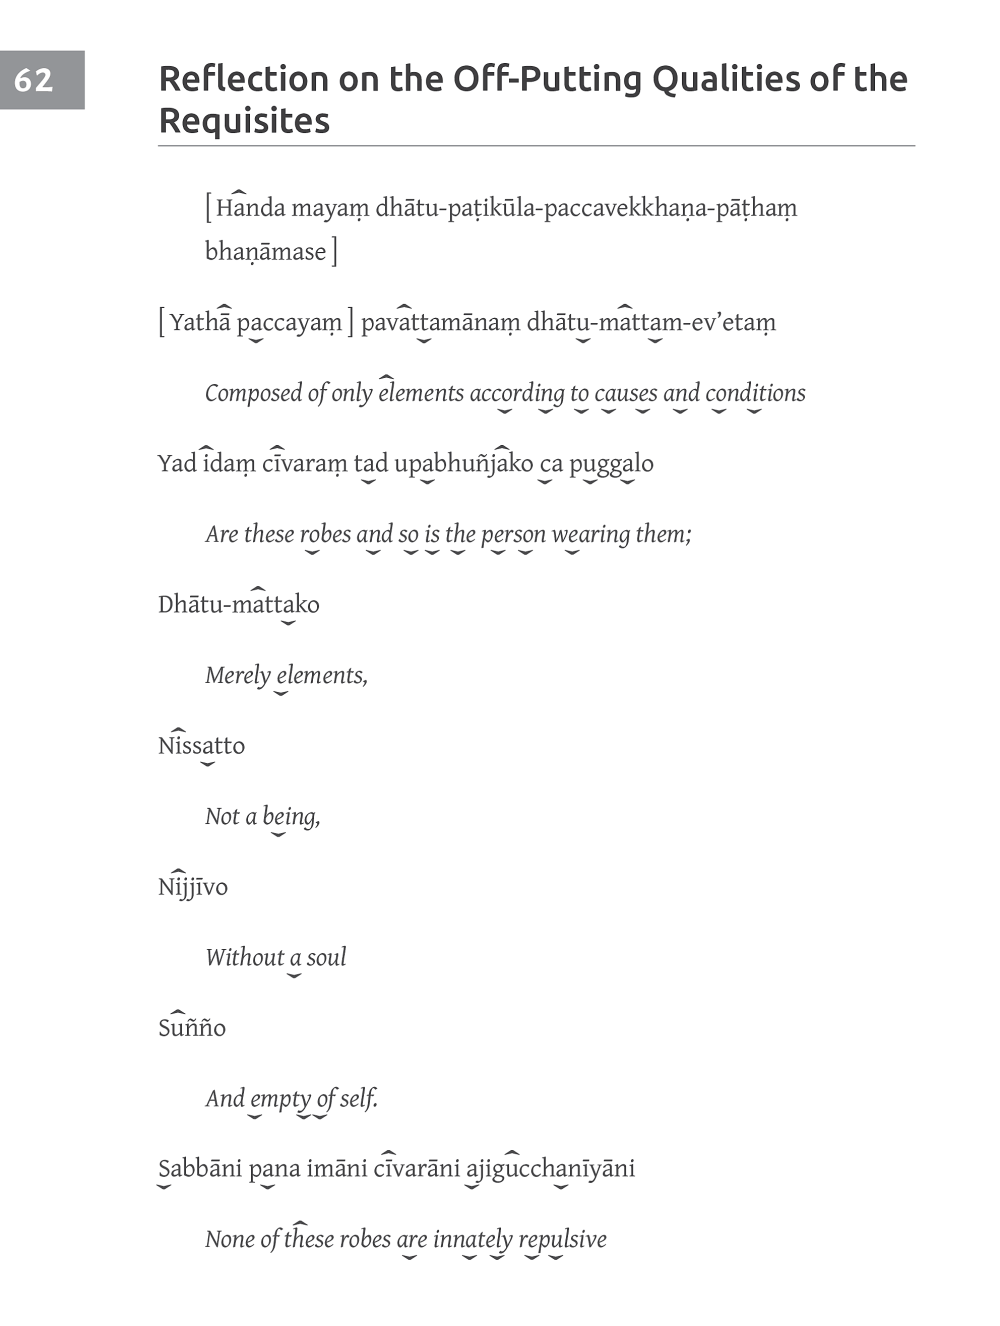 62
Reflection on the Off-Putting Qualities of the
Requisites
[ Handa mayaṃ dhātu-paṭikūla-paccavekkhaṇa-pāṭhaṃ
bhaṇāmase ]
[ Yathā paccayaṃ ] pavattamānaṃ dhātu-mattam-ev’etaṃ
Composed of only elements according to causes and conditions
Yad idaṃ cīvaraṃ tad upabhuñjako ca puggalo
Are these robes and so is the person wearing them;
Dhātu-mattako
Merely elements,
Nissatto
Not a being,
Nijjīvo
Without a soul
Suñño
And empty of self.
Sabbāni pana imāni cīvarāni ajigucchanīyāni
None of these robes are innately repulsive